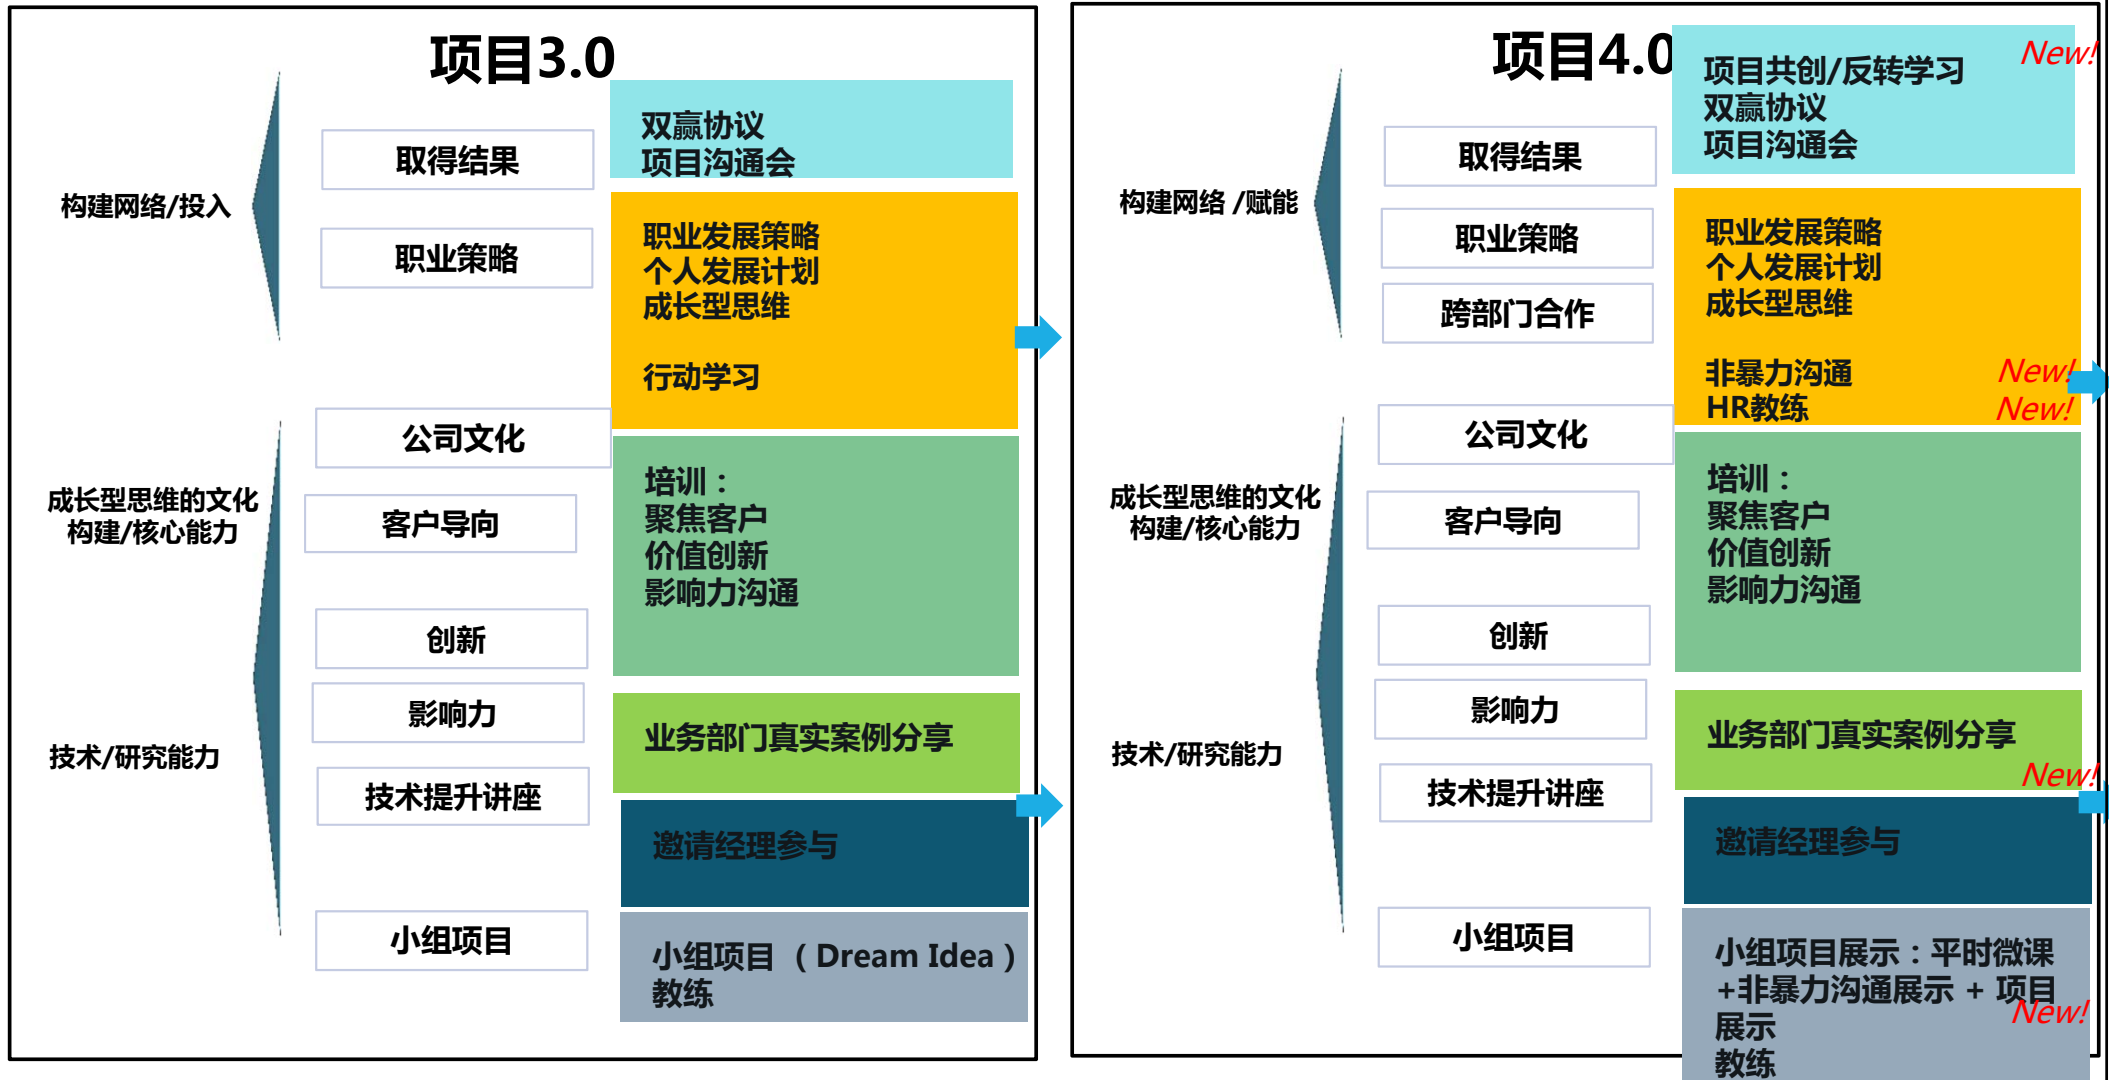 项目3.0
构建网络/投入
取得结果
职业策略
双赢协议
项目沟通会
职业发展策略
个人发展计划
成长型思维
行动学习
成长型思维的文化
构建/核心能力
公司文化
客户导向
培训：
聚焦客户
价值创新
影响力沟通
技术/研究能力
创新
影响力
技术提升讲座
小组项目
业务部门真实案例分享
邀请经理参与
小组项目 （Dream Idea）
教练
项目4.0
构建网络 /赋能
取得结果
职业策略
跨部门合作
项目共创/反转学习
New!
双赢协议
项目沟通会
职业发展策略
个人发展计划
成长型思维
非暴力沟通
New!
HR教练
New!
成长型思维的文化
构建/核心能力
公司文化
客户导向
培训：
聚焦客户
价值创新
影响力沟通
技术/研究能力
创新
影响力
技术提升讲座
小组项目
业务部门真实案例分享
New!
邀请经理参与
小组项目展示：平时微课
+非暴力沟通展示 + 项目
展示
New!
教练